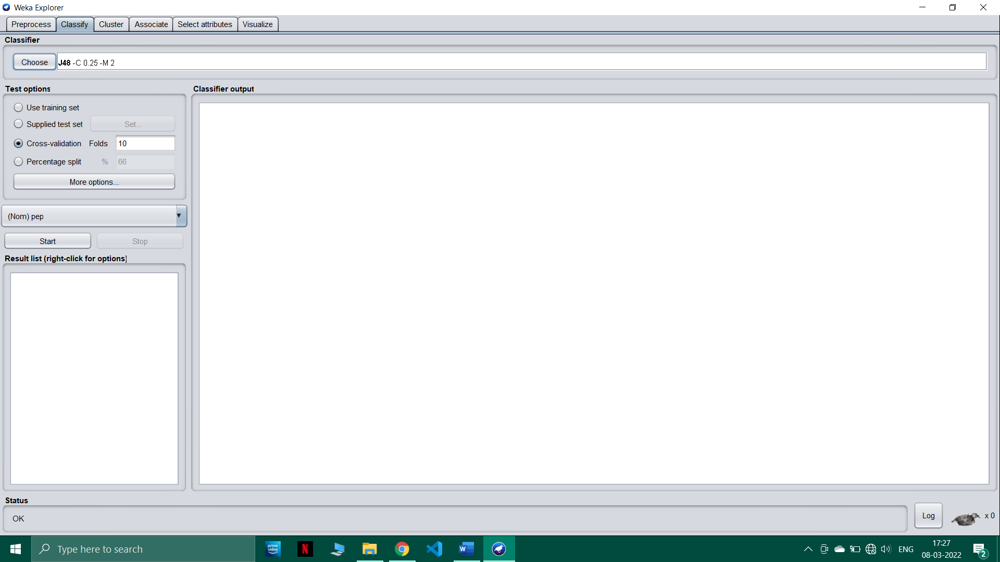 Weka Explorer
Preprocess Classify Cluster Associate Select attributes Visualize
Classifier
Choose J48 -C 0.25 -M 2
Test options
Use training set
Supplied test set Set...
Cross-validation Folds 10
Percentage split % 66
More options...
(Nom) pep
Start Stop
Result list (right-click for options)
Classifier output
Status
OK
Log x 0
Type here to search
prime video
N
W
ENG
17:27
08-03-2022
2